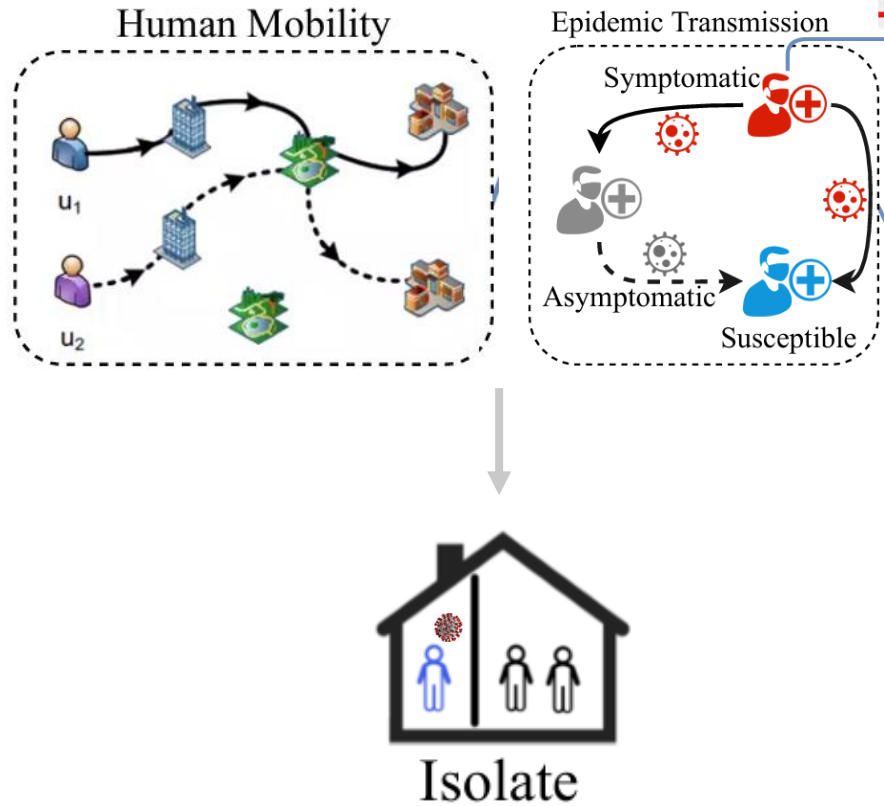 Human Mobility
Epidemic Transmission
Symptomatic
u1
u2
Asymptomatic
Susceptible
Isolate